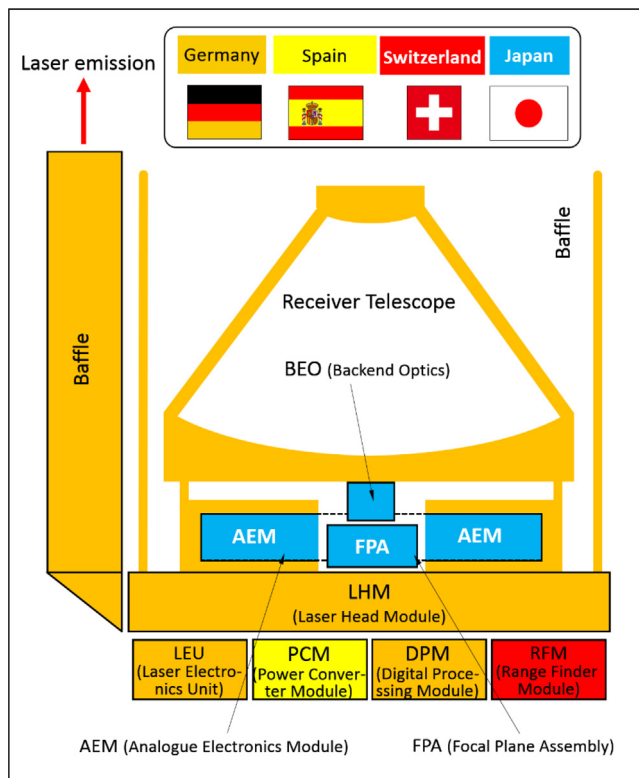 Germany
Spain
Switzerland
Japan
Laser emission
Baffle
Baffle
Receiver Telescope
BEO (Backend Optics)
AEM
FPA
AEM
LHM
(Laser Head Module)
LEU
(Laser Electro-
nics Unit)
PCM
(Power Conver-
ter Module)
DPM
(Digital Proces-
sing Module)
RFM
(Range Finder
Module)
AEM (Analogue Electronics Module)
FPA (Focal Plane Assembly)